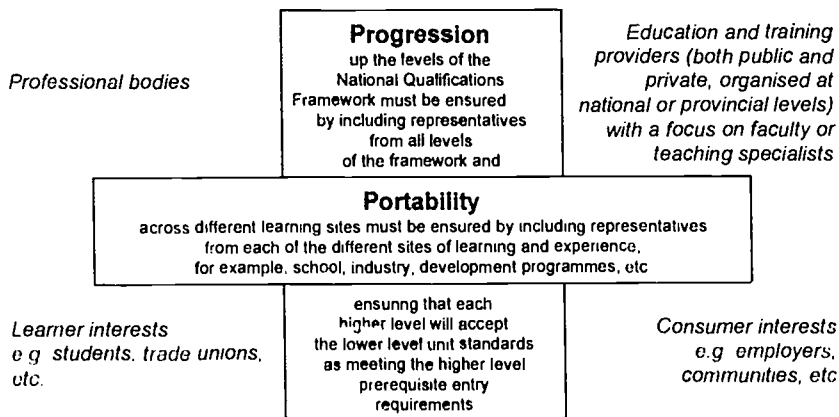 Professional bodies
Progression
up the levels of the
National Qualifications
Framework must be ensured
by including representatives
from all levels
of the framework and
Education and training
providers (both public and
private, organised at
national or provincial levels)
with a focus on faculty or
teaching specialists
Portability
across different learning sites must be ensured by including representatives
from each of the different sites of learning and experience,
for example. school, industry, development programmes, etc
Learner interests
e g students, trade unions,
etc.
ensuring that each
higher level will accept
the lower level unit standards
as meeting the higher level
prerequisite entry
requirements
Consumer interests
e.g employers,
communities, etc